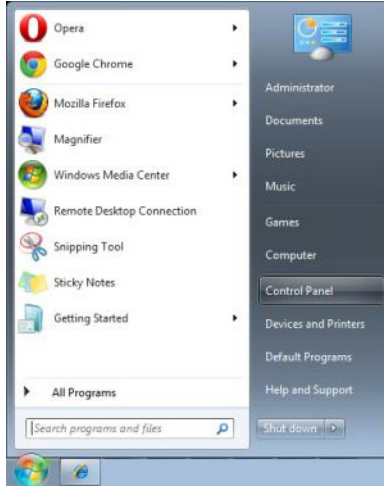 Opera
Google Chrome
Mozilla Firefox
Magnifier
Windows Media Center
Remote Desktop Connection
Snipping Tool
Sticky Notes
Getting Started
All Programs
Search programs and files
Administrator
Documents
Pictures
Music
Games
Computer
Control Panel
Devices and Printers
Default Programs
Help and Support
Shut down